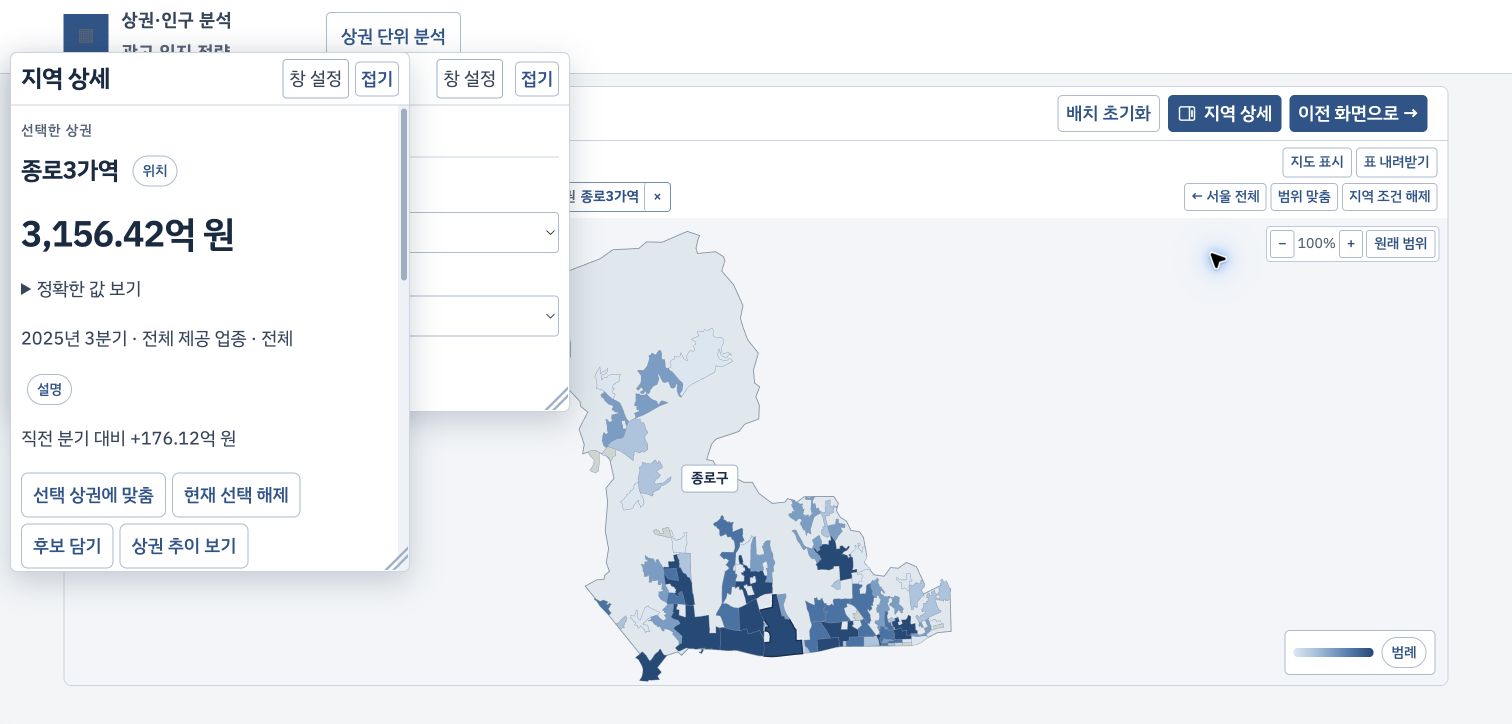 상권·인구 분석
광고 입지 전략
상권 단위 분석
지역 상세
창 설정
접기
창 설정
접기
배치 초기화
지역 상세
이전 화면으로 →
선택한 상권
종로3가역
위치
3,156.42억 원
▶ 정확한 값 보기
2025년 3분기 · 전체 제공 업종 · 전체
설명
직전 분기 대비 +176.12억 원
선택 상권에 맞춤
현재 선택 해제
후보 담기
상권 추이 보기
지도 표시
표 내려받기
종로3가역
×
← 서울 전체
범위 맞춤
지역 조건 해제
− 100% +
원래 범위
종로구
범례